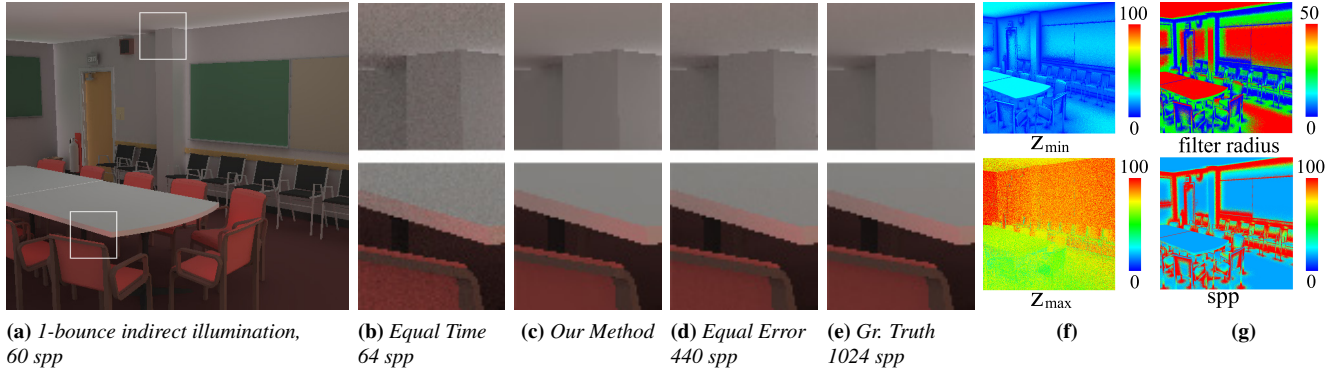 100
0
z_min
50
0
filter radius
100
0
z_max
100
0
spp
(a) 1-bounce indirect illumination,
60 spp
(b) Equal Time
64 spp
(c) Our Method
(d) Equal Error
440 spp
(e) Gr. Truth
1024 spp
(f)
(g)